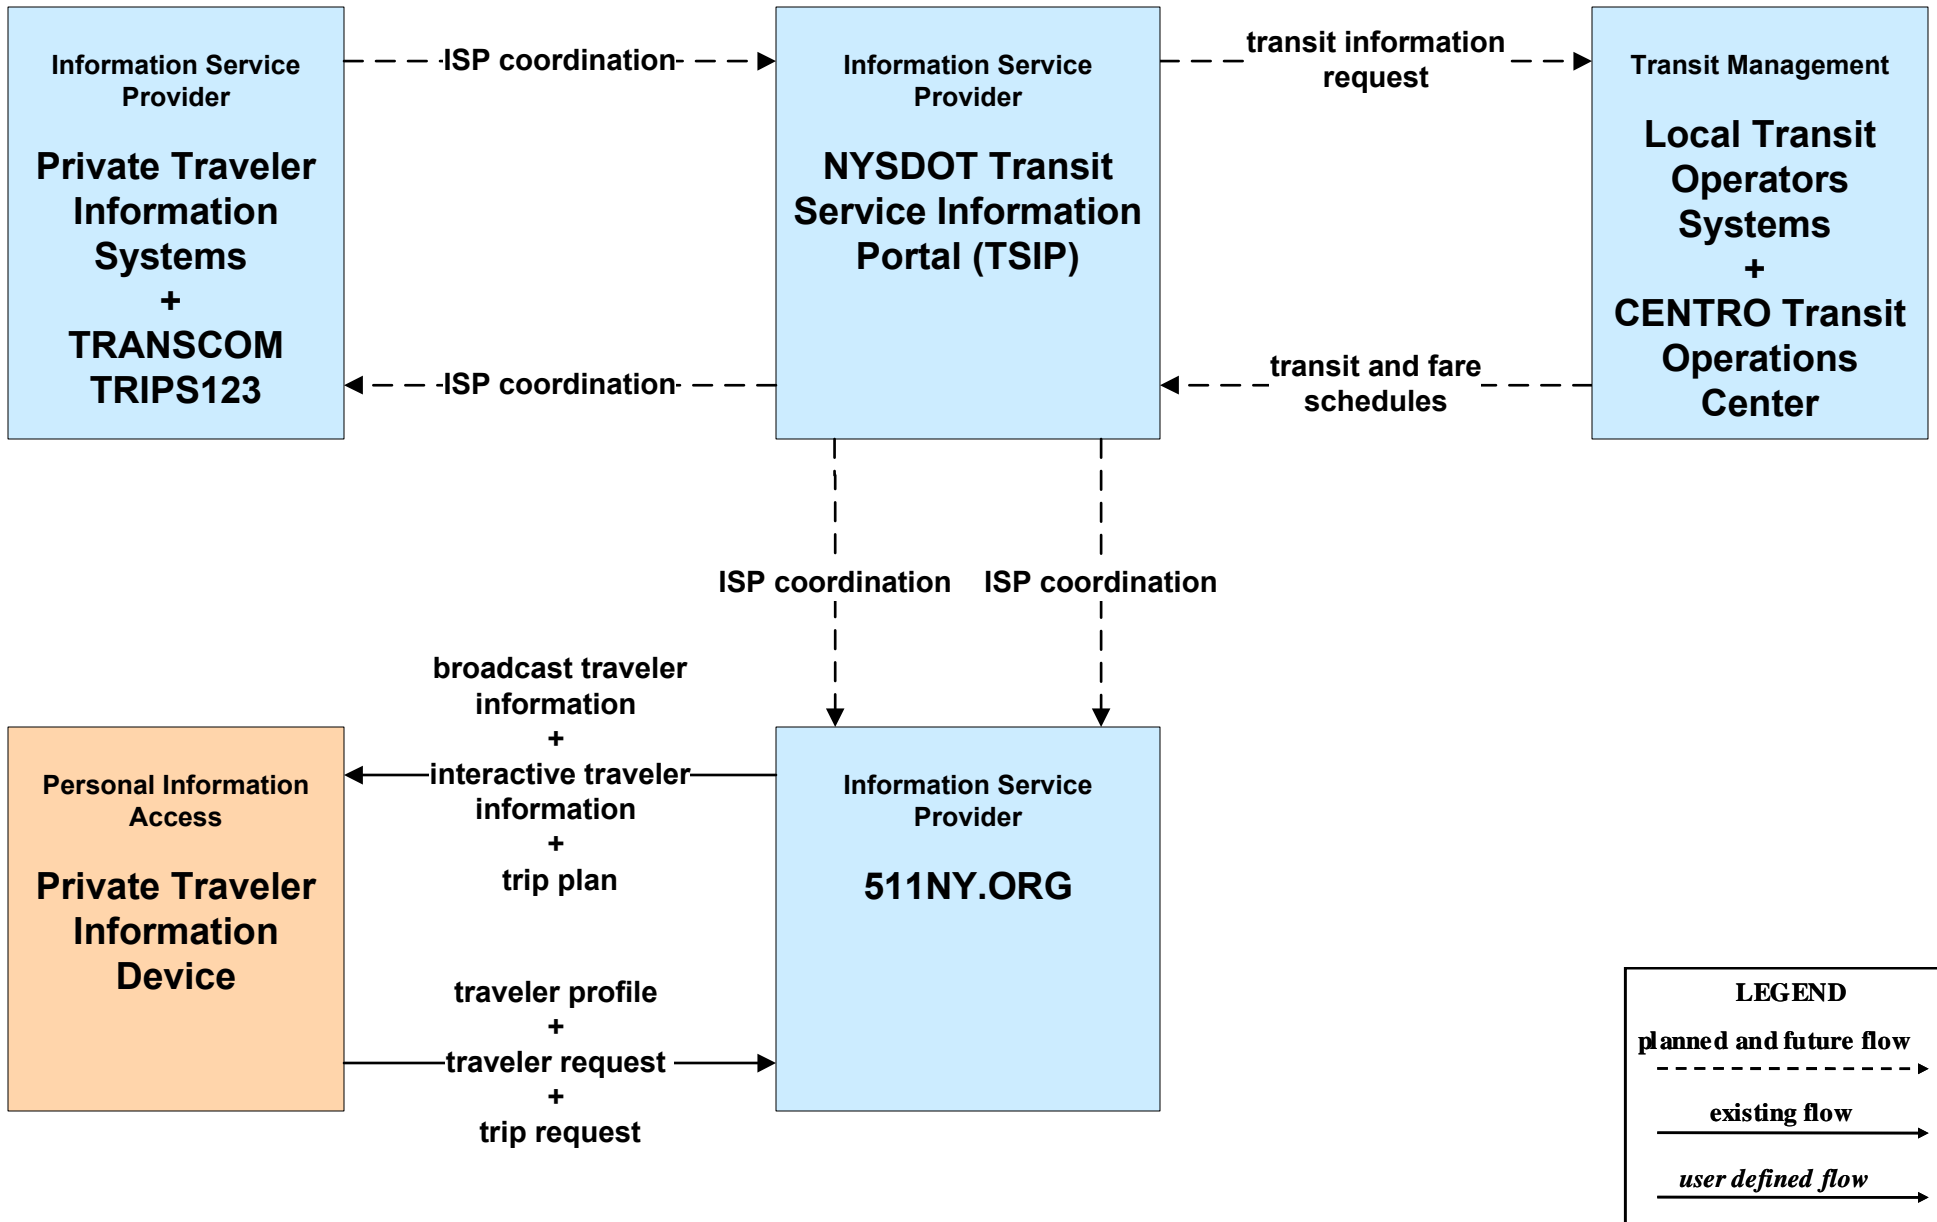 Information Service
Provider
Private Traveler
Information
Systems
+
TRANSCOM
TRIPS123
ISP coordination
ISP coordination
Information Service
Provider
NYSDOT Transit
Service Information
Portal (TSIP)
transit information
request
transit and fare
schedules
Transit Management
Local Transit
Operators
Systems
+
CENTRO Transit
Operations
Center
ISP coordination
ISP coordination
Personal Information
Access
Private Traveler
Information
Device
broadcast traveler
information
+
interactive traveler
information
+
trip plan
traveler profile
+
traveler request
+
trip request
Information Service
Provider
511NY.ORG
LEGEND
planned and future flow
existing flow
user defined flow